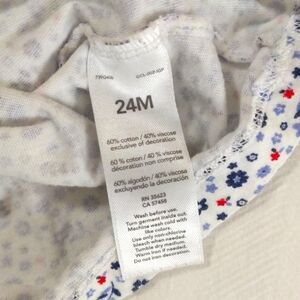 24M
60% cotton / 40% viscose
exclusive of decoration
60 % coton / 40% viscose
décoration non comprise
60% algodón / 40% viscosa
excluyendo la decoración
RN 35623
CA 57458
Wash before use.
Turn garment inside out.
Machine wash cold with
like colors.
Use only non-chlorine
bleach when needed.
Tumble dry medium.
Warm iron if needed.
Do not iron decoration.